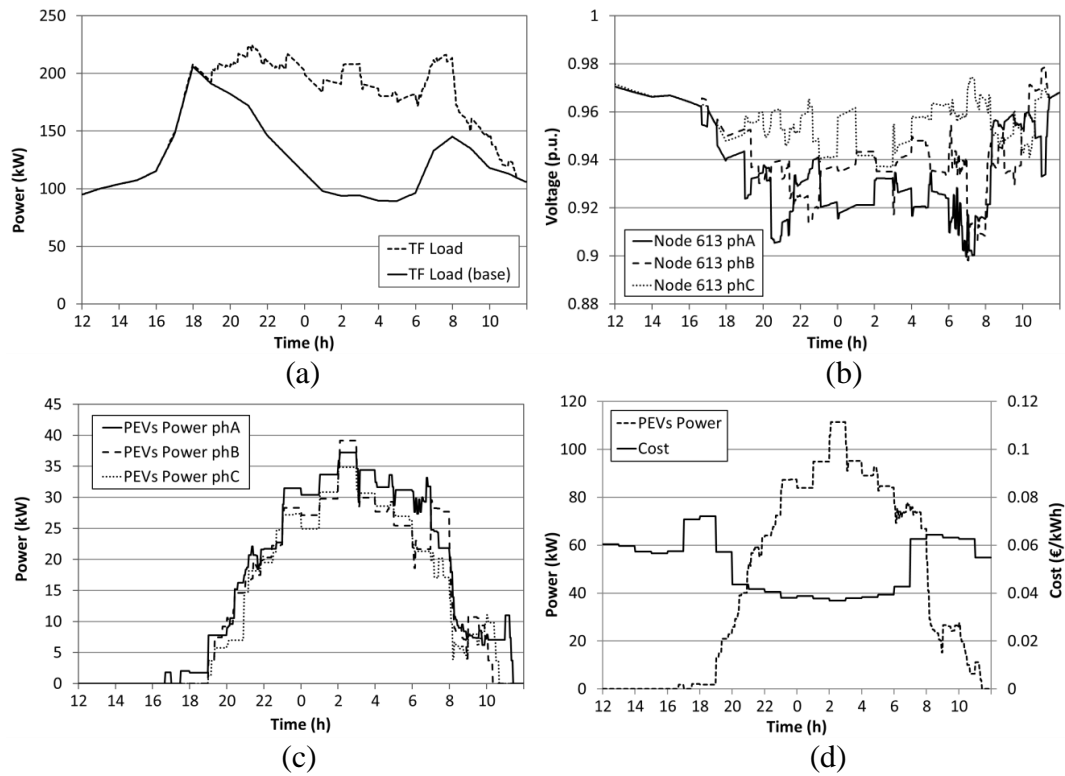 250
200
150
100
50
0
Power (kW)
TF Load
TF Load (base)
12 14 16 18 20 22 0 2 4 6 8 10
Time (h)
(a)
1
0.98
0.96
0.94
0.92
0.9
0.88
Voltage (p.u.)
Node 613 phA
Node 613 phB
Node 613 phC
12 14 16 18 20 22 0 2 4 6 8 10
Time (h)
(b)
45
40
35
30
25
20
15
10
5
0
Power (kW)
PEVs Power phA
PEVs Power phB
PEVs Power phC
12 14 16 18 20 22 0 2 4 6 8 10
Time (h)
(c)
120
100
80
60
40
20
0
Power (kW)
PEVs Power
Cost
0.12
0.1
0.08
0.06
0.04
0.02
0
Cost (€/kWh)
12 14 16 18 20 22 0 2 4 6 8 10
Time (h)
(d)